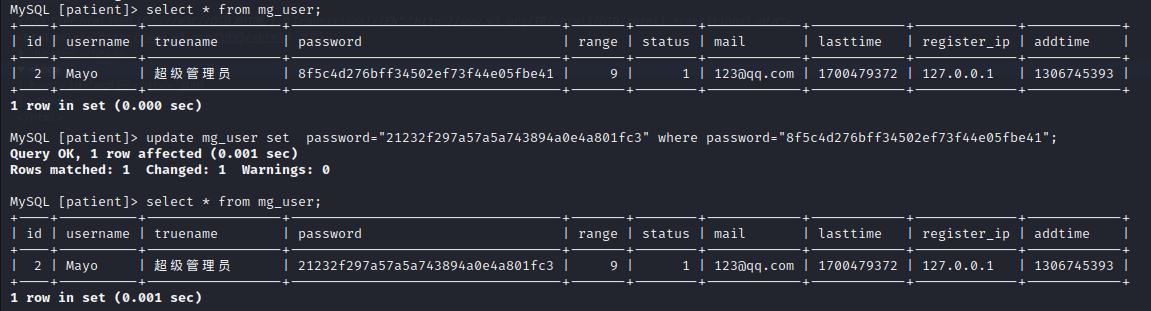 MySQL [patient]> select * from mg_user;
+----+----------+-----------------+----------------------------------+-------+--------+------------+------------+-------------+------------+
| id | username | truename | password | range | status | mail | lasttime | register_ip | addtime |
+----+----------+-----------------+----------------------------------+-------+--------+------------+------------+-------------+------------+
| 2 | Mayo | 超级管理员 | 8f5c4d276bff34502ef73f44e05fbe41 | 9 | 1 | 123@qq.com | 1700479372 | 127.0.0.1 | 1306745393 |
+----+----------+-----------------+----------------------------------+-------+--------+------------+------------+-------------+------------+
1 row in set (0.000 sec)
MySQL [patient]> update mg_user set  password="21232f297a57a5a743894a0e4a801fc3" where password="8f5c4d276bff34502ef73f44e05fbe41";
Query OK, 1 row affected (0.001 sec)
Rows matched: 1  Changed: 1  Warnings: 0
MySQL [patient]> select * from mg_user;
+----+----------+-----------------+----------------------------------+-------+--------+------------+------------+-------------+------------+
| id | username | truename | password | range | status | mail | lasttime | register_ip | addtime |
+----+----------+-----------------+----------------------------------+-------+--------+------------+------------+-------------+------------+
| 2 | Mayo | 超级管理员 | 21232f297a57a5a743894a0e4a801fc3 | 9 | 1 | 123@qq.com | 1700479372 | 127.0.0.1 | 1306745393 |
+----+----------+-----------------+----------------------------------+-------+--------+------------+------------+-------------+------------+
1 row in set (0.001 sec)